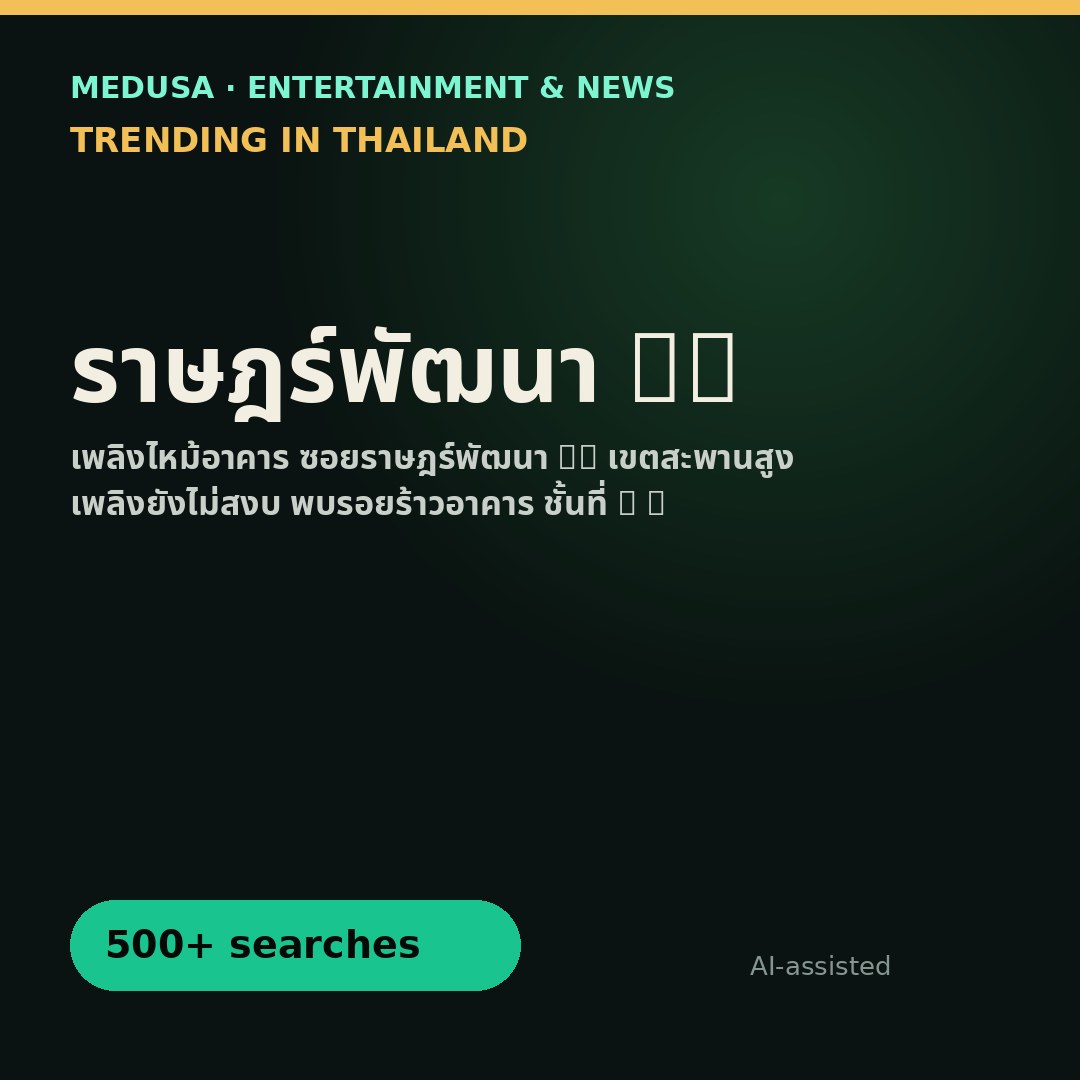 MEDUSA · ENTERTAINMENT & NEWS
TRENDING IN THAILAND
ราษฎร์พัฒนา
เพลิงไหม้อาคาร ซอยราษฎร์พัฒนา เขตสะพานสูง
เพลิงยังไม่สงบ พบรอยร้าวอาคาร ชั้นที่
500+ searches
AI-assisted